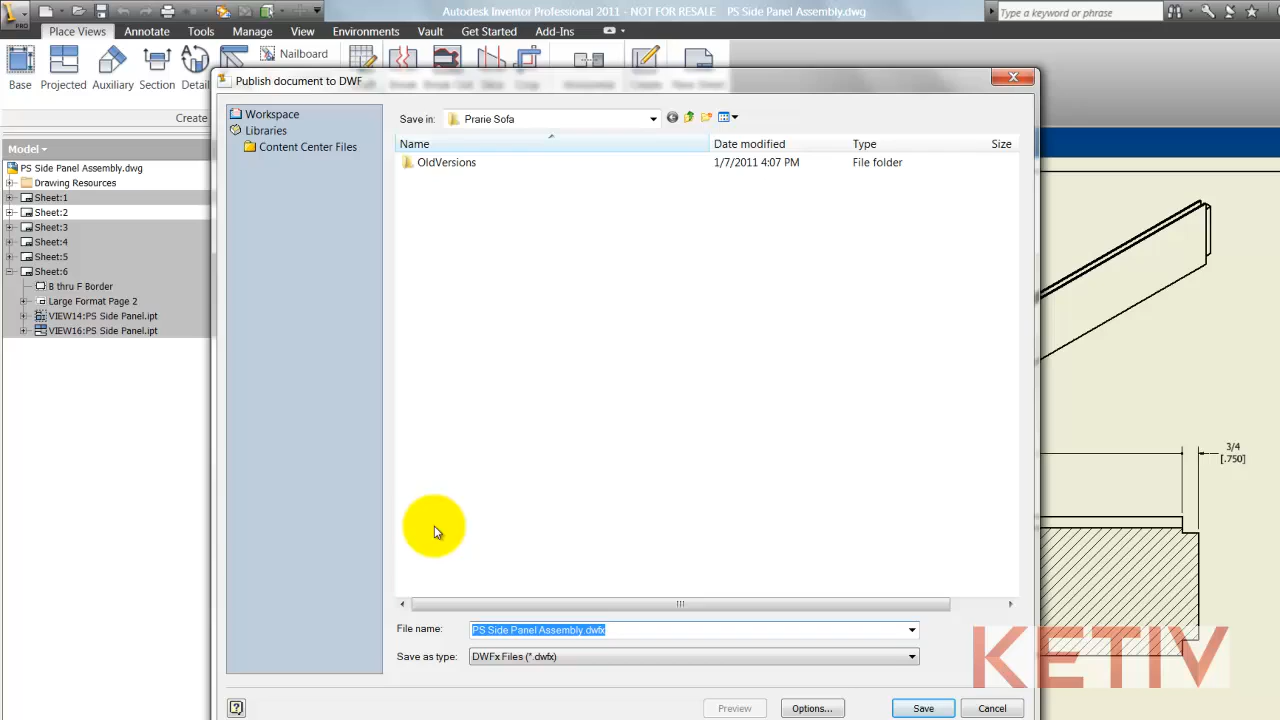 PRO
Autodesk Inventor Professional 2011 - NOT FOR RESALE PS Side Panel Assembly.dwg
Type a keyword or phrase
Place Views Annotate Tools Manage View Environments Vault Get Started Add-Ins
Nailboard
Base Projected Auxiliary Section Detail
Create
Publish document to DWF
Workspace
Libraries
Content Center Files
Save in: Prarie Sofa
Name Date modified Type Size
OldVersions 1/7/2011 4:07 PM File folder
Model
PS Side Panel Assembly.dwg
Drawing Resources
Sheet:1
Sheet:2
Sheet:3
Sheet:4
Sheet:5
Sheet:6
B thru F Border
Large Format Page 2
VIEW14:PS Side Panel.ipt
VIEW16:PS Side Panel.ipt
3/4
[.750]
File name: PS Side Panel Assembly.dwfx
Save as type: DWFx Files (*.dwfx)
Preview Options... Save Cancel
KETIV